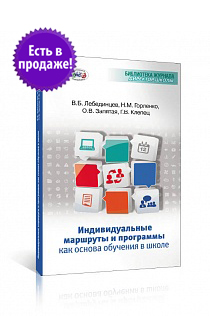 Есть в
продаже!
БИБЛИОТЕКА ЖУРНАЛА
В.Б. Лебединцев, Н.М. Горленко,
О.В. Запятая, Г.В. Клепец
Индивидуальные
маршруты и программы
как основа обучения в школе